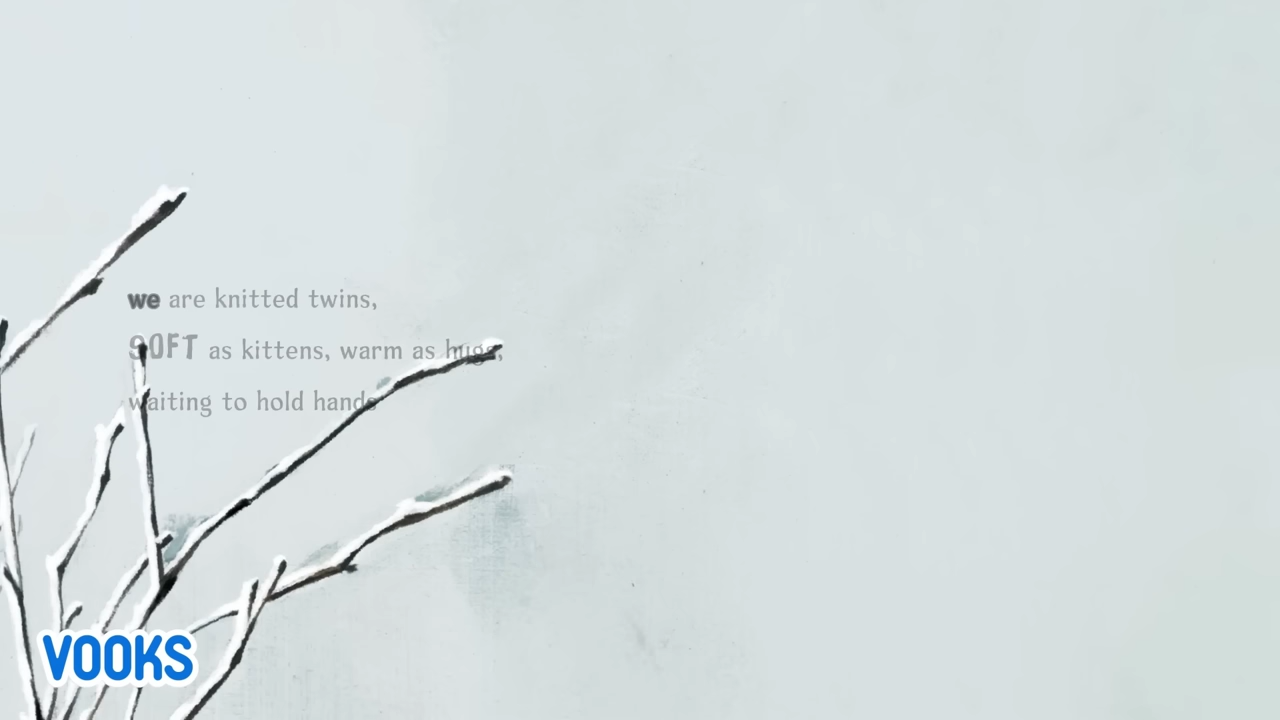 we are knitted twins,
SOFT as kittens, warm as hugs,
waiting to hold hands
VOOKS